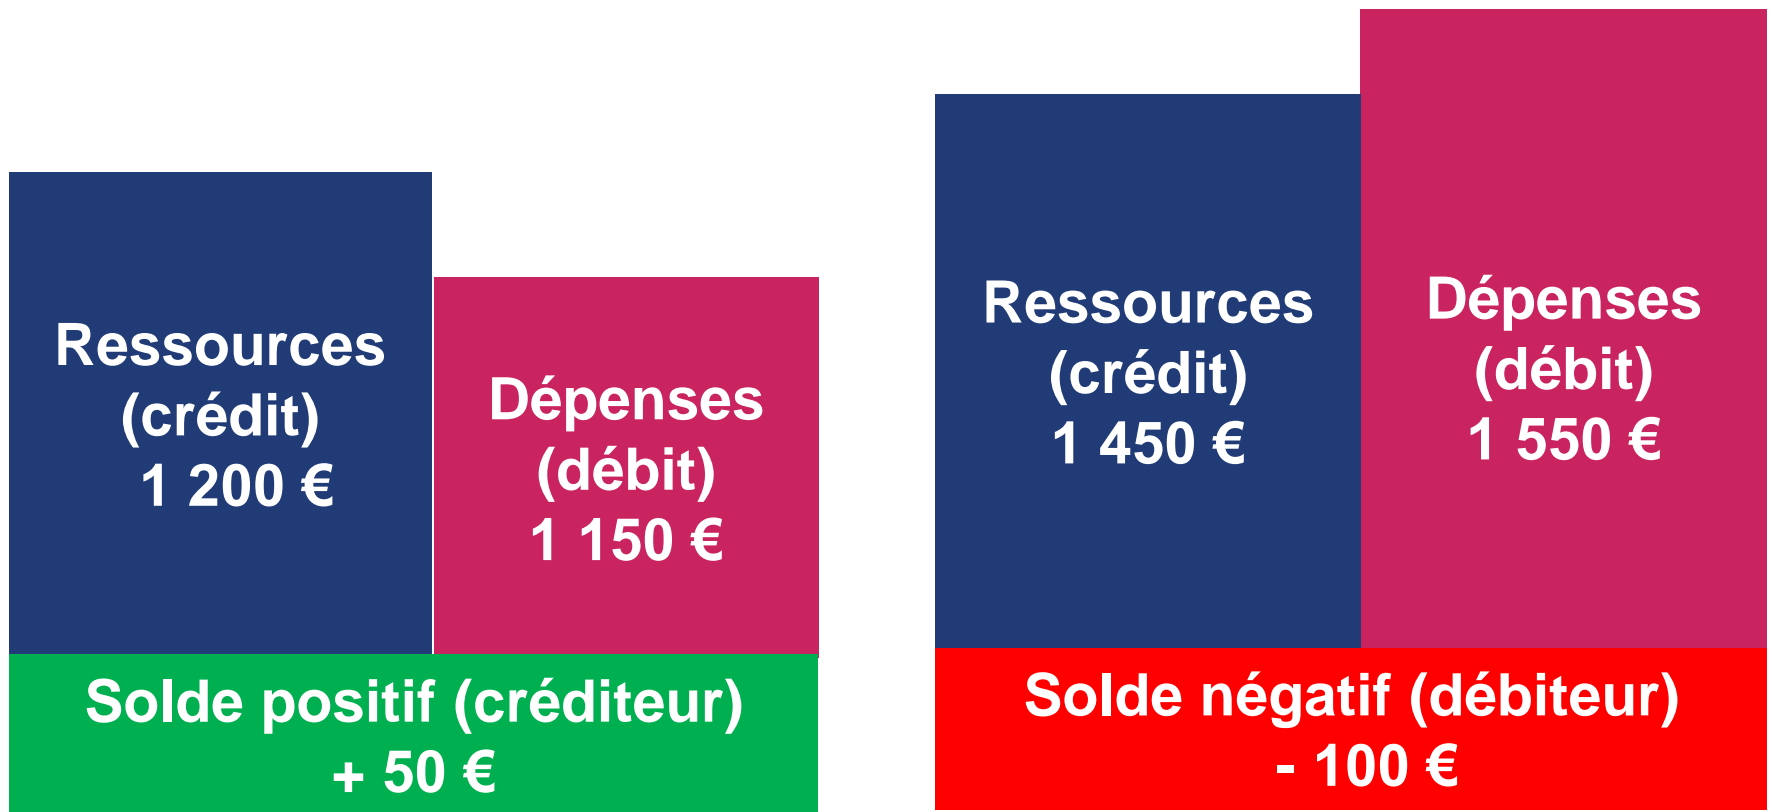 Ressources
(crédit)
1 200 €
Dépenses
(débit)
1 150 €
Solde positif (créditeur)
+ 50 €
Ressources
(crédit)
1 450 €
Dépenses
(débit)
1 550 €
Solde négatif (débiteur)
- 100 €